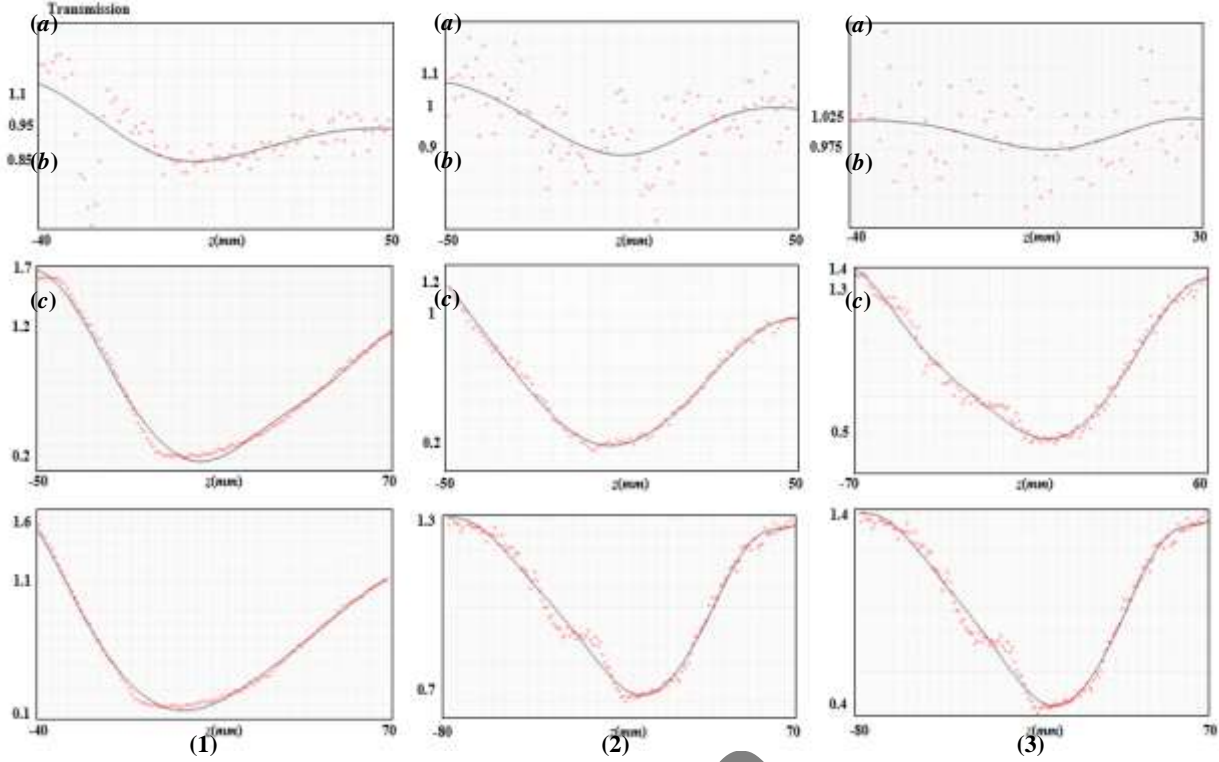 Transmission
(a) (a) (a)
1.1 1.1 1.025
0.95 1 0.975
0.85 0.9
(b) (b) (b)
-40 z(mm) 50 -50 z(mm) 50 -40 z(mm) 30
1.7 1.2 1.4
(c) (c) 1.3 (c)
1.2 1
0.2 0.2 0.5
-50 z(mm) 70 -50 z(mm) 50 -70 z(mm) 60
1.6 1.3 1.4
1.1
0.1 0.7 0.4
-40 z(mm) 70 -80 z(mm) 70 z(mm) 70
(1) (2) (3)